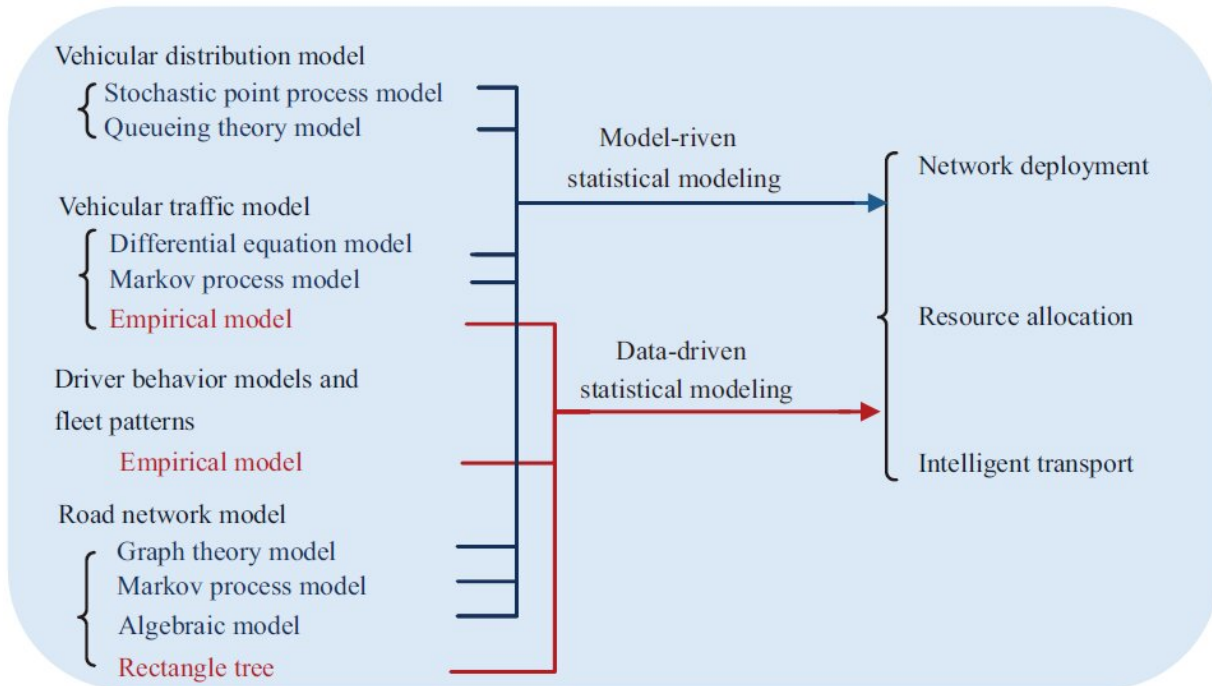 Vehicular distribution model
Stochastic point process model
Queueing theory model
Vehicular traffic model
Differential equation model
Markov process model
Empirical model
Driver behavior models and
fleet patterns
Empirical model
Road network model
Graph theory model
Markov process model
Algebraic model
Rectangle tree
Model-riven
statistical modeling
Data-driven
statistical modeling
Network deployment
Resource allocation
Intelligent transport